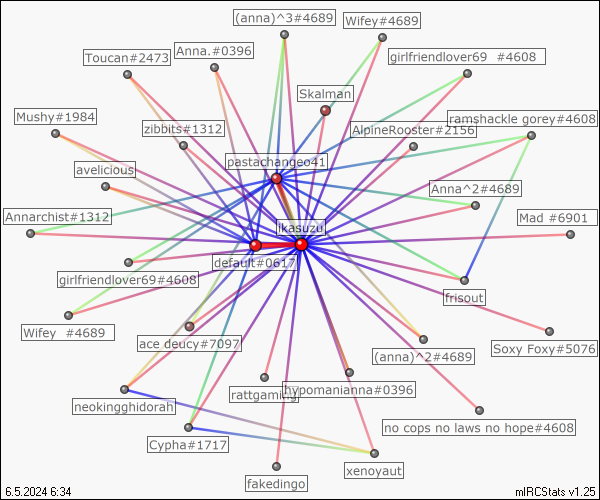 (anna)^3#4689
Wifey#4689
Anna.#0396
Toucan#2473
girlfriendlover69 #4608
Skalman
Mushy#1984
zibbits#1312
AlpineRooster#2156
ramshackle gorey#4608
pastachangeo41
avelicious
Anna^2#4689
Annarchist#1312
Mad #6901
ikasuzu
default#0617
girlfriendlover69#4608
frisout
Wifey #4689
ace deucy#7097
(anna)^2#4689
Soxy Foxy#5076
rattgaming
hypomanianna#0396
neokingghidorah
no cops no laws no hope#4608
Cypha#1717
xenoyaut
fakedingo
6.5.2024 6:34
mIRCStats v1.25